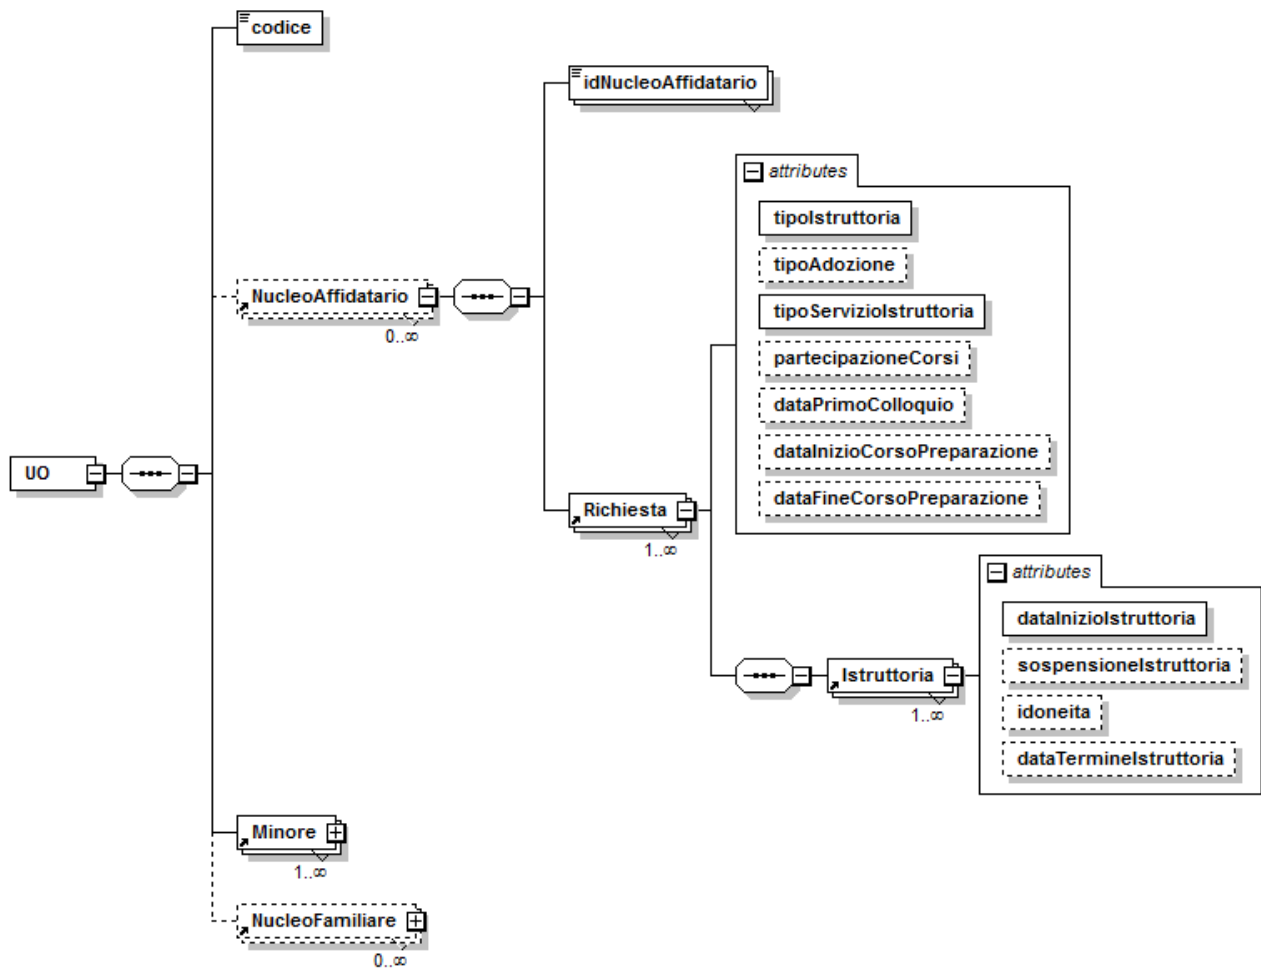 codice
idNucleoAffidatario
attributes
tipoIstruttoria
tipoAdozione
NucleoAffidatario
tipoServizioIstruttoria
0..∞
partecipazioneCorsi
dataPrimoColloquio
dataInizioCorsoPreparazione
UO
dataFineCorsoPreparazione
Richiesta
1..∞
attributes
dataInizioIstruttoria
sospensioneIstruttoria
Istruttoria
1..∞
idoneita
dataTermineIstruttoria
Minore
1..∞
NucleoFamiliare
0..∞